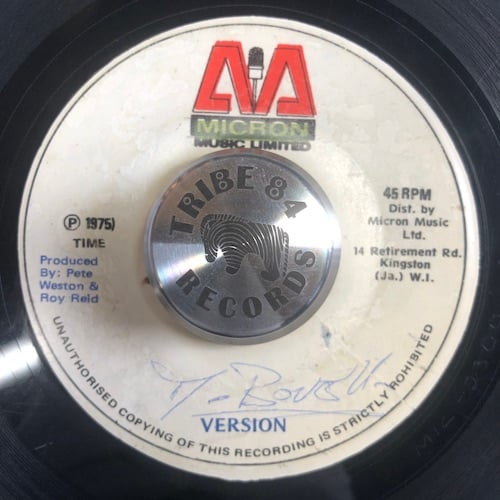 MICRON
MUSIC LIMITED
TRIBE 84
RECORDS
45 RPM
Dist. by
Micron Music
Ltd.
14 Retirement Rd.
Kingston
(Ja.) W.I.
Ⓟ 1975)
TIME
Produced
By: Pete
Weston &
Roy Reid
VERSION
UNAUTHORISED COPYING OF THIS RECORDING IS STRICTLY PROHIBITED